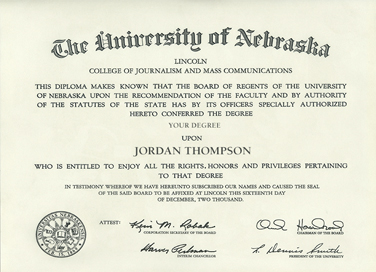 The University of Nebraska
LINCOLN
COLLEGE OF JOURNALISM AND MASS COMMUNICATIONS
THIS DIPLOMA MAKES KNOWN THAT THE BOARD OF REGENTS OF THE UNIVERSITY
OF NEBRASKA UPON THE RECOMMENDATION OF THE FACULTY AND BY AUTHORITY
OF THE STATUTES OF THE STATE HAS BY ITS OFFICERS SPECIALLY AUTHORIZED
HERETO CONFERRED THE DEGREE
YOUR DEGREE
UPON
JORDAN THOMPSON
WHO IS ENTITLED TO ENJOY ALL THE RIGHTS, HONORS AND PRIVILEGES PERTAINING
TO THAT DEGREE
IN TESTIMONY WHEREOF WE HAVE HEREUNTO SUBSCRIBED OUR NAMES AND CAUSED THE SEAL
OF THE SAID BOARD TO BE AFFIXED AT LINCOLN THIS SIXTEENTH DAY
OF DECEMBER, TWO THOUSAND.
ATTEST:
CORPORATION SECRETARY OF THE BOARD
CHAIRMAN OF THE BOARD
Harvey Perlman
L. Dennis Smith
INTERIM CHANCELLOR
PRESIDENT OF THE UNIVERSITY